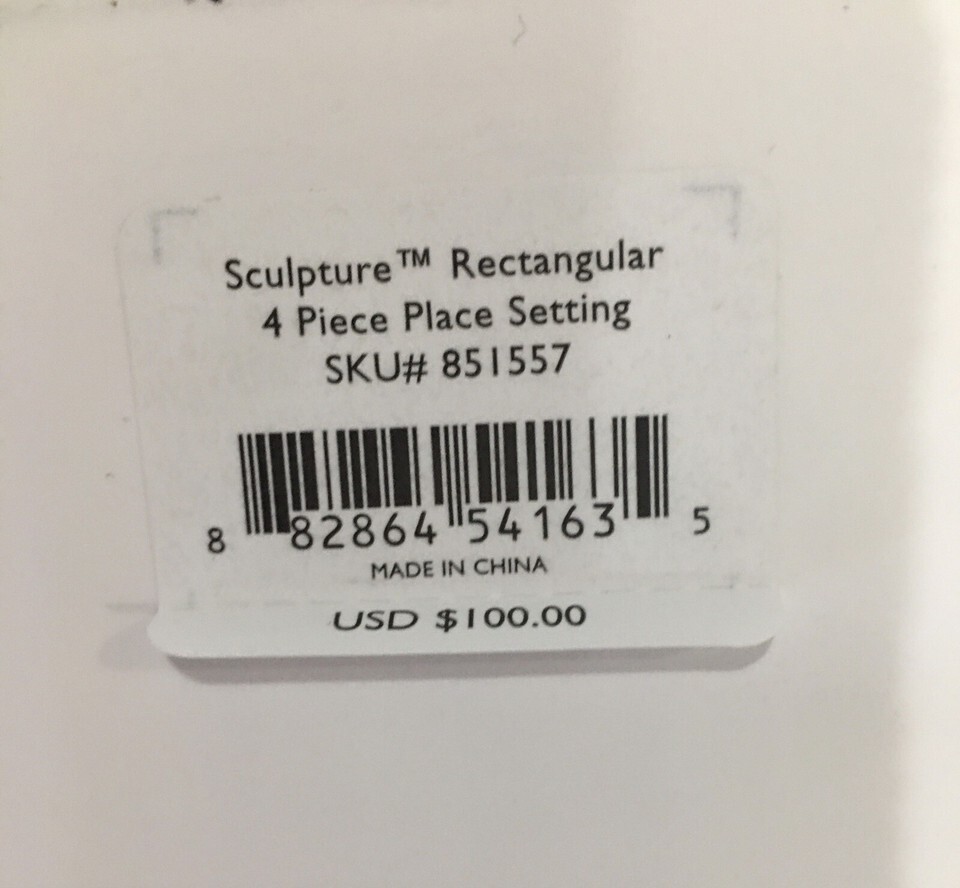 Sculpture™ Rectangular
4 Piece Place Setting
SKU# 851557
8 82864 54163 5
MADE IN CHINA
USD $100.00